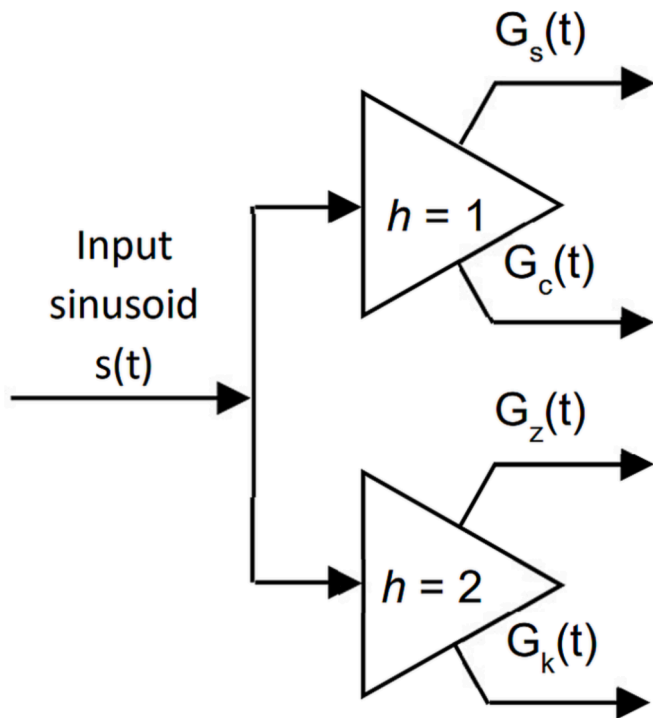 G_s(t)
h = 1
Input
sinusoid
s(t)
G_c(t)
G_z(t)
h = 2
G_k(t)